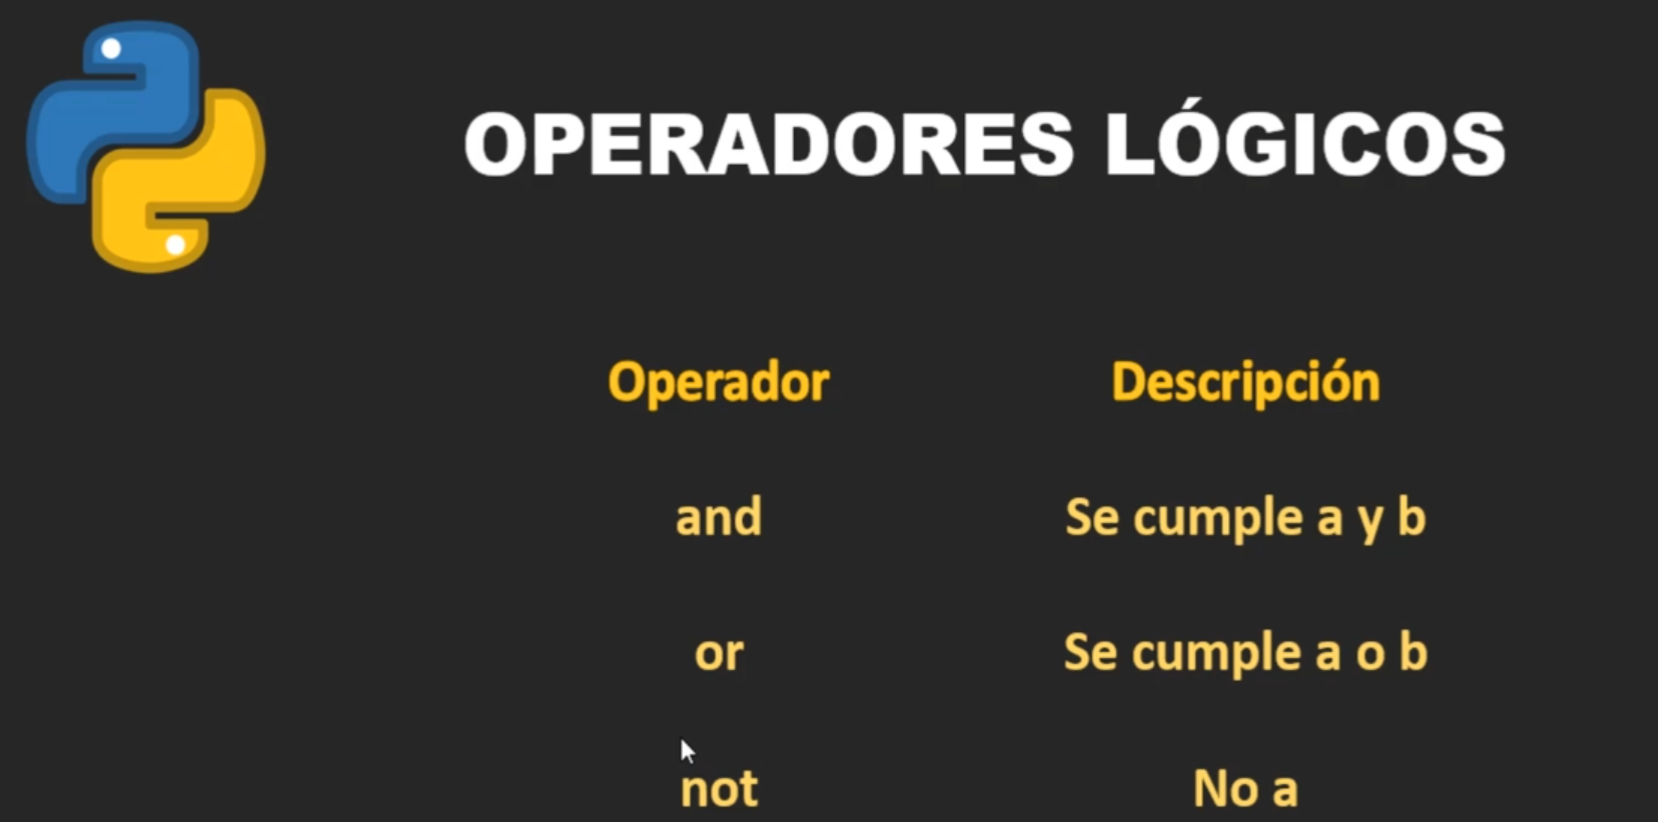 OPERADORES LÓGICOS
Operador Descripción
and Se cumple a y b
or Se cumple a o b
not No a